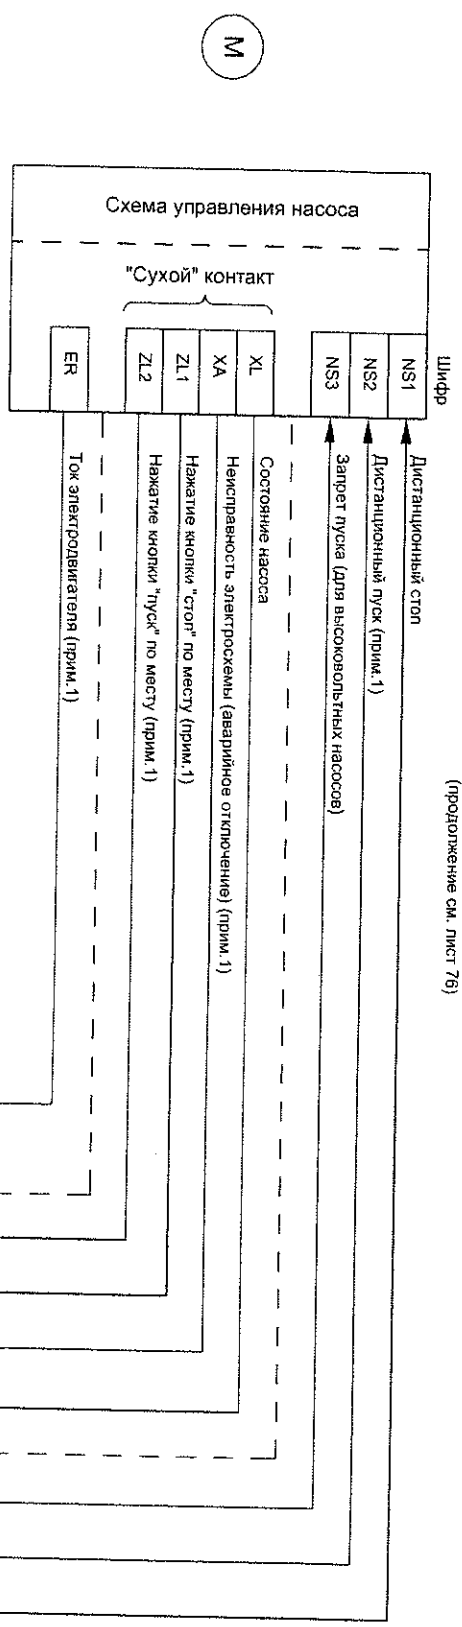 М
(продолжение см. лист 76)
Схема управления насоса
"Сухой" контакт
Шифр
NS1
Дистанционный стоп
NS2
Дистанционный пуск (прим.1)
NS3
Запрет пуска (для высоковольтных насосов)
XL
Состояние насоса
XA
Неисправность электросхемы (аварийное отключение) (прим.1)
ZL1
Нажатие кнопки "стоп" по месту (прим.1)
ZL2
Нажатие кнопки "пуск" по месту (прим.1)
ER
Ток электродвигателя (прим.1)